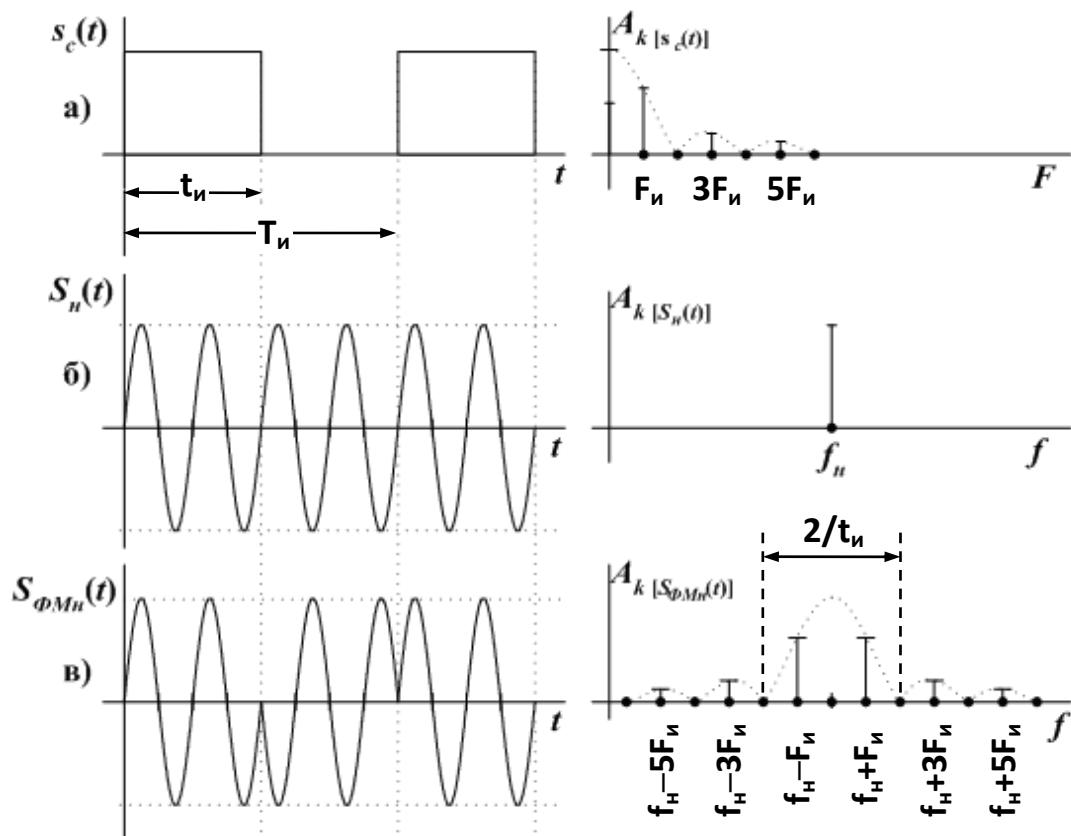 s_c(t)
а)
t
t_и
T_и
A_k [s_c(t)]
F_и 3F_и 5F_и
F
S_н(t)
б)
t
A_k [S_н(t)]
f_н
f
S_ФМн(t)
в)
t
2/t_и
A_k [S_ФМн(t)]
f
f_н–5F_и
f_н–3F_и
f_н–F_и
f_н+F_и
f_н+3F_и
f_н+5F_и